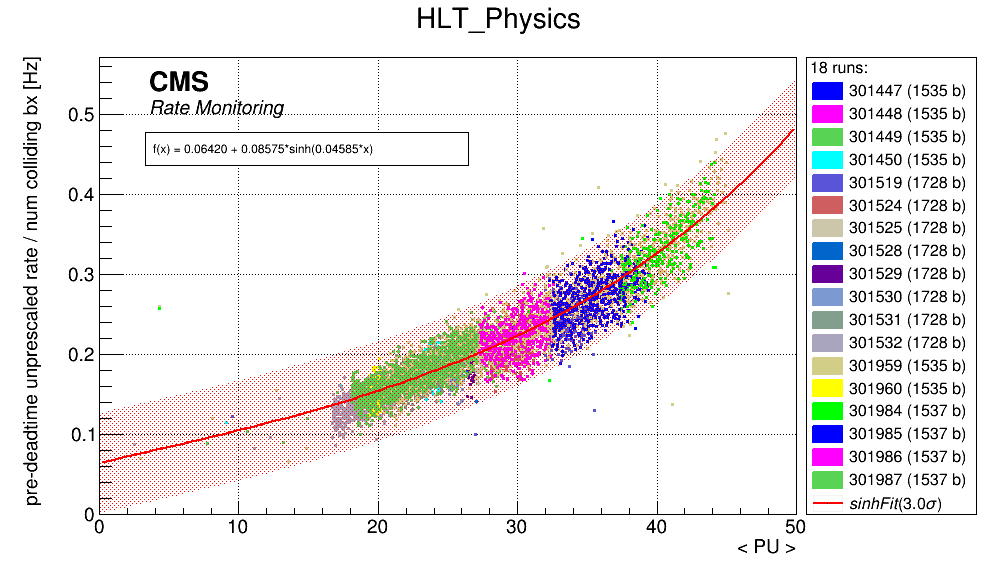 HLT_Physics
pre-deadtime unprescaled rate / num colliding bx [Hz]
CMS
Rate Monitoring
f(x) = 0.06420 + 0.08575*sinh(0.04585*x)
0.5
0.4
0.3
0.2
0.1
0
0 10 20 30 40 50
< PU >
18 runs:
301447 (1535 b)
301448 (1535 b)
301449 (1535 b)
301450 (1535 b)
301519 (1728 b)
301524 (1728 b)
301525 (1728 b)
301528 (1728 b)
301529 (1728 b)
301530 (1728 b)
301531 (1728 b)
301532 (1728 b)
301959 (1535 b)
301960 (1535 b)
301984 (1537 b)
301985 (1537 b)
301986 (1537 b)
301987 (1537 b)
sinhFit(3.0σ)